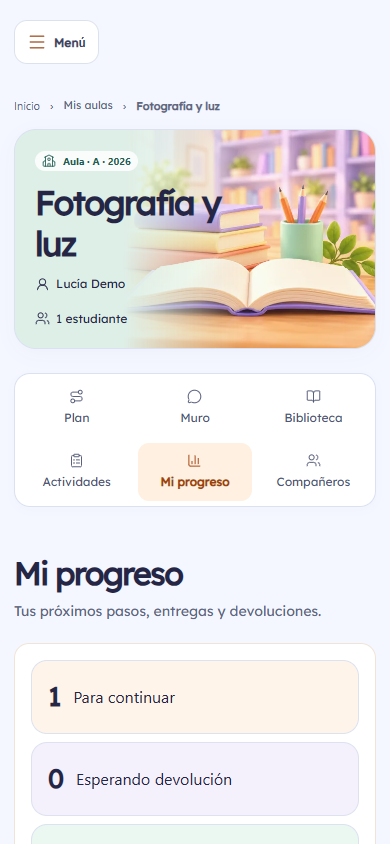 Menú
Inicio › Mis aulas › Fotografía y luz
Aula · A · 2026
Fotografía y
luz
Lucía Demo
1 estudiante
Plan
Muro
Biblioteca
Actividades
Mi progreso
Compañeros
Mi progreso
Tus próximos pasos, entregas y devoluciones.
1 Para continuar
0 Esperando devolución